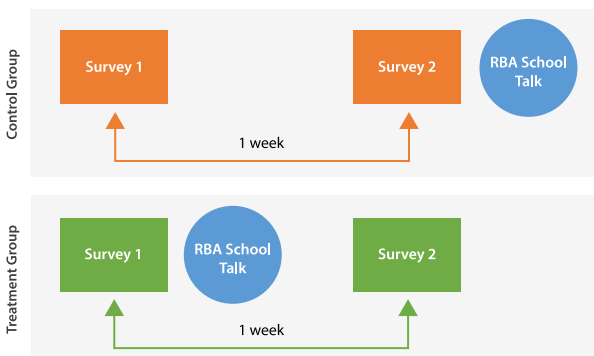 Control Group
Survey 1
Survey 2
RBA School
Talk
1 week
Treatment Group
Survey 1
RBA School
Talk
Survey 2
1 week